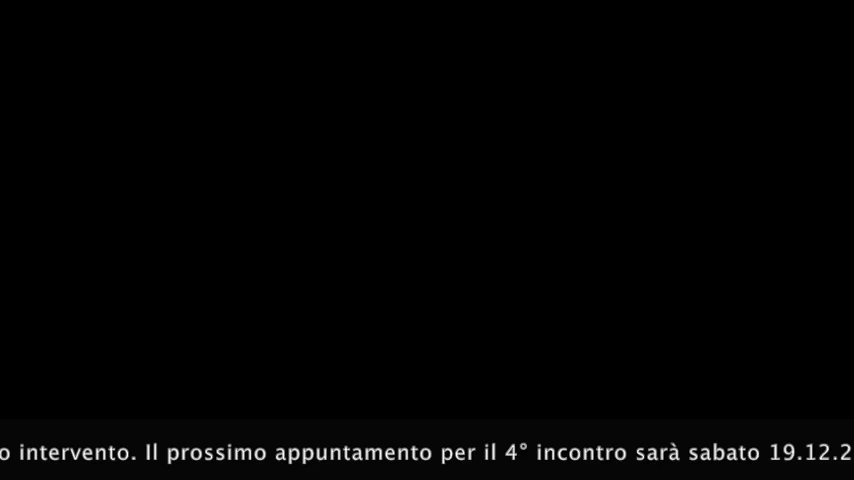 o intervento. Il prossimo appuntamento per il 4° incontro sarà sabato 19.12.2